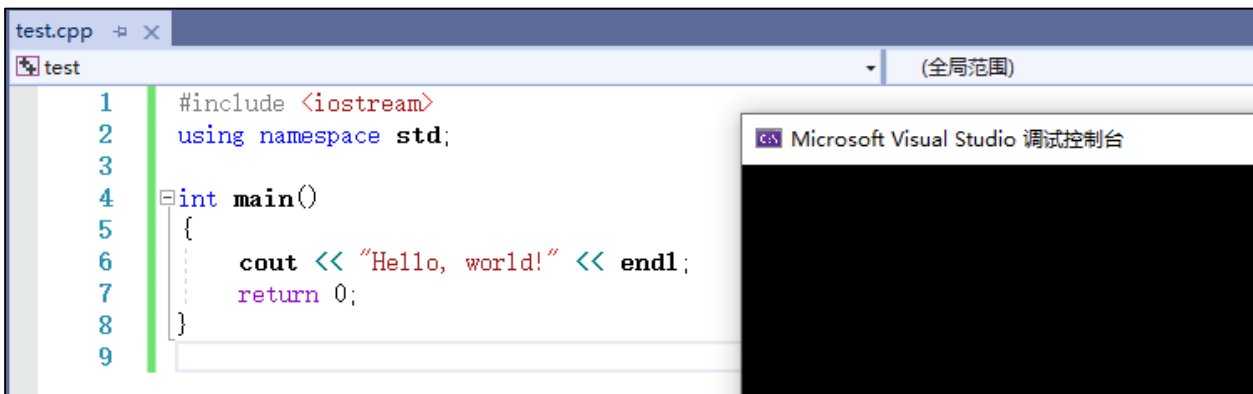 test.cpp
test
(全局范围)
1 #include <iostream>
2 using namespace std;
3
4 int main()
5 {
6 cout << "Hello, world!" << endl;
7 return 0;
8 }
9
Microsoft Visual Studio 调试控制台